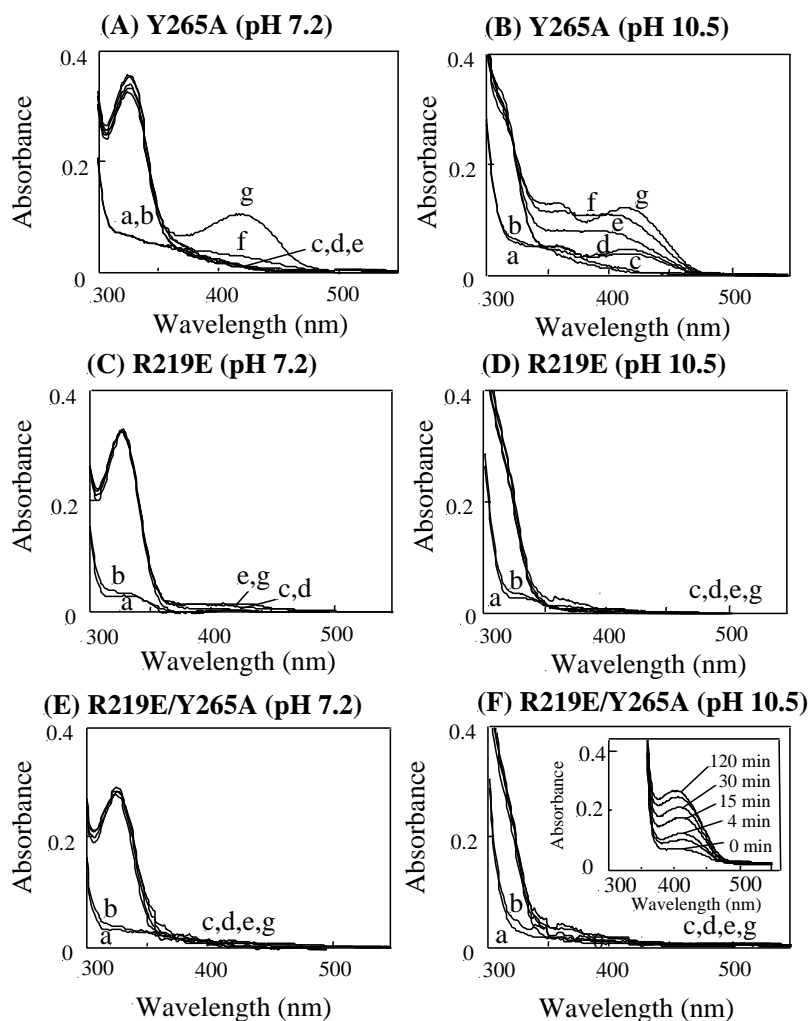 (A) Y265A (pH 7.2)
0.4
0.2
0
Absorbance
a,b
g
f
c,d,e
300
400
500
Wavelength (nm)
(B) Y265A (pH 10.5)
0.4
0.2
0
Absorbance
b
a
f
g
e
d
c
300
400
500
Wavelength (nm)
(C) R219E (pH 7.2)
0.4
0.2
0
Absorbance
b
a
e,g
c,d
300
400
500
Wavelength (nm)
(D) R219E (pH 10.5)
0.4
0.2
0
Absorbance
b
a
c,d,e,g
300
400
500
Wavelength (nm)
(E) R219E/Y265A (pH 7.2)
0.4
0.2
0
Absorbance
b
a
c,d,e,g
300
400
500
Wavelength (nm)
(F) R219E/Y265A (pH 10.5)
0.4
0.2
0
Absorbance
b
a
c,d,e,g
300
400
500
Wavelength (nm)
0.4
0.2
0
Absorbance
120 min
30 min
15 min
4 min
0 min
300
400
500
Wavelength (nm)